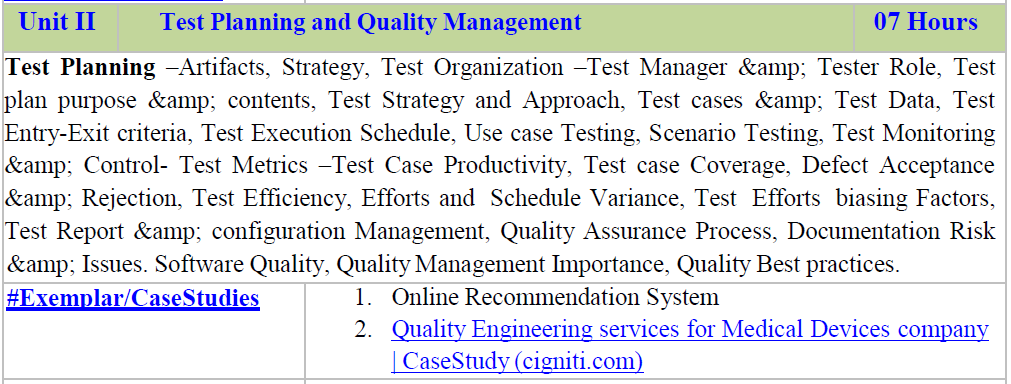 Unit II Test Planning and Quality Management 07 Hours
Test Planning –Artifacts, Strategy, Test Organization –Test Manager &amp; Tester Role, Test
plan purpose &amp; contents, Test Strategy and Approach, Test cases &amp; Test Data, Test
Entry-Exit criteria, Test Execution Schedule, Use case Testing, Scenario Testing, Test Monitoring
&amp; Control- Test Metrics –Test Case Productivity, Test case Coverage, Defect Acceptance
&amp; Rejection, Test Efficiency, Efforts and Schedule Variance, Test Efforts biasing Factors,
Test Report &amp; configuration Management, Quality Assurance Process, Documentation Risk
&amp; Issues. Software Quality, Quality Management Importance, Quality Best practices.
#Exemplar/CaseStudies
1. Online Recommendation System
2. Quality Engineering services for Medical Devices company
| CaseStudy (cigniti.com)